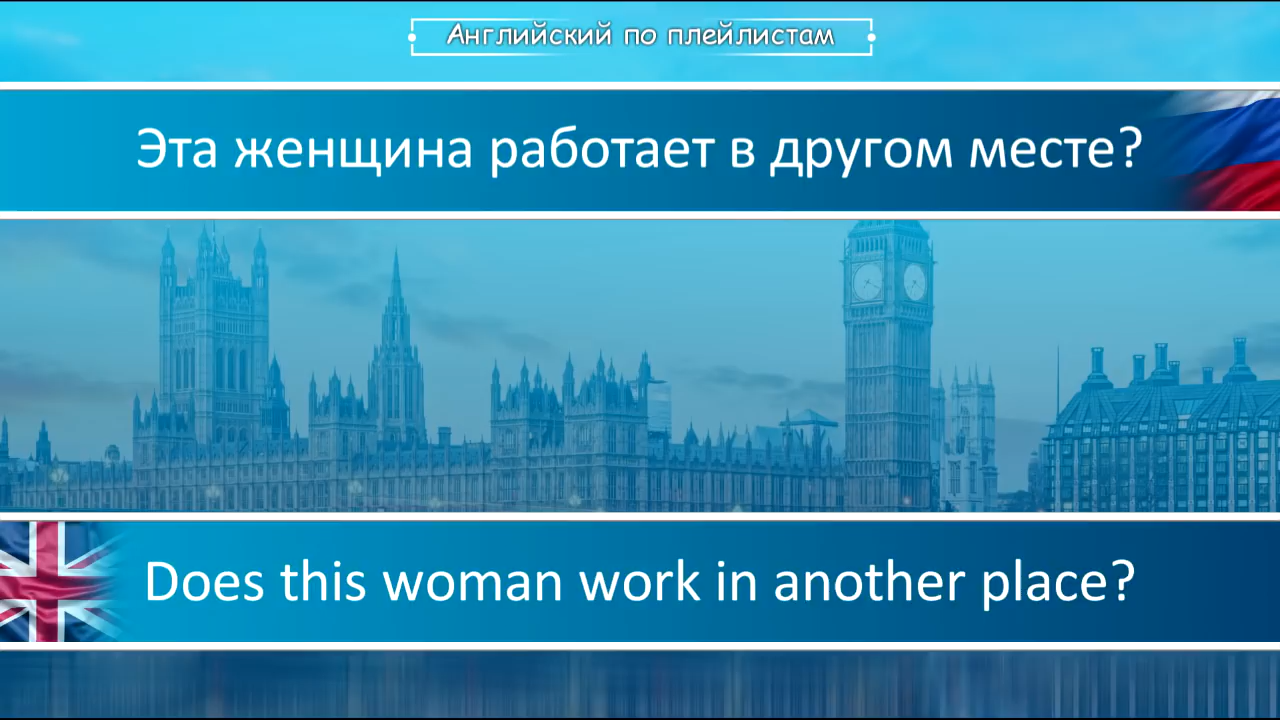 Английский по плейлистам
Эта женщина работает в другом месте?
Does this woman work in another place?